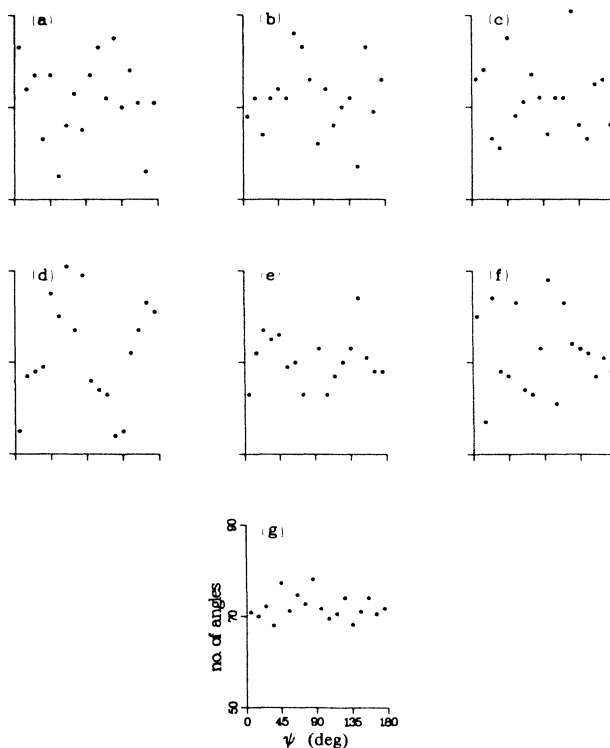 (a)
(b)
(c)
(d)
(e)
(f)
(g)
90
70
50
no. of angles
0 45 90 135 180
ψ (deg)